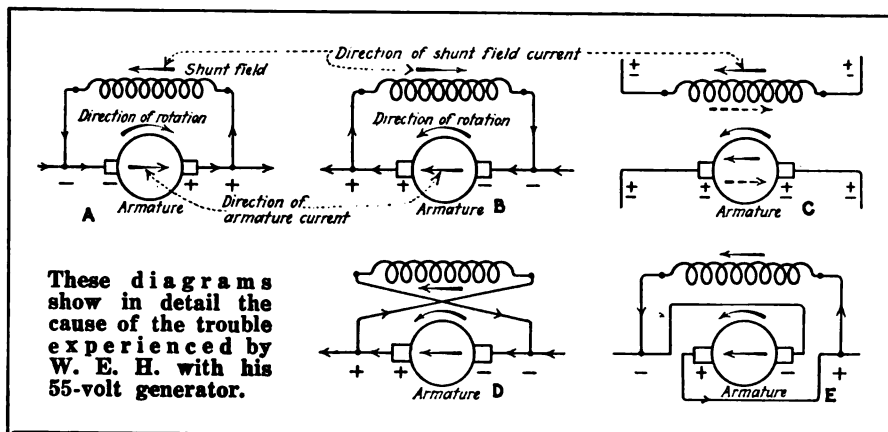 Direction of shunt field current
Shunt field
Direction of rotation
Direction of rotation
- + + + - - + - + -
+ - + -
+ - + - + - + -
Armature
Direction of
armature current
Armature
Armature
A
B
C
These diagrams
show in detail the
cause of the trouble
experienced by
W. E. H. with his
55-volt generator.
+ + - - - + - +
Armature
D
Armature
E